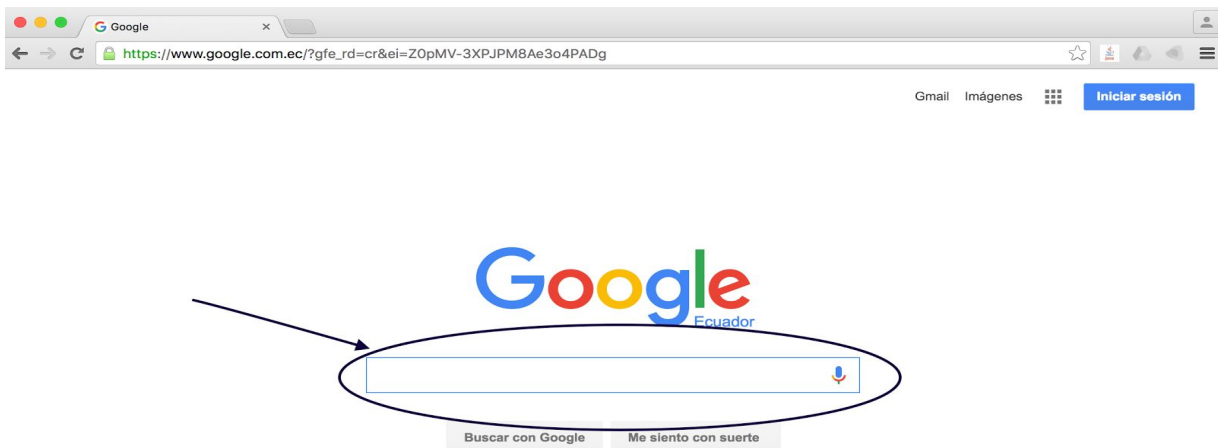 Google
https://www.google.com.ec/?gfe_rd=cr&ei=Z0pMV-3XPJPM8Ae3o4PADg
Gmail Imágenes Iniciar sesión
Google
Ecuador
Buscar con Google Me siento con suerte